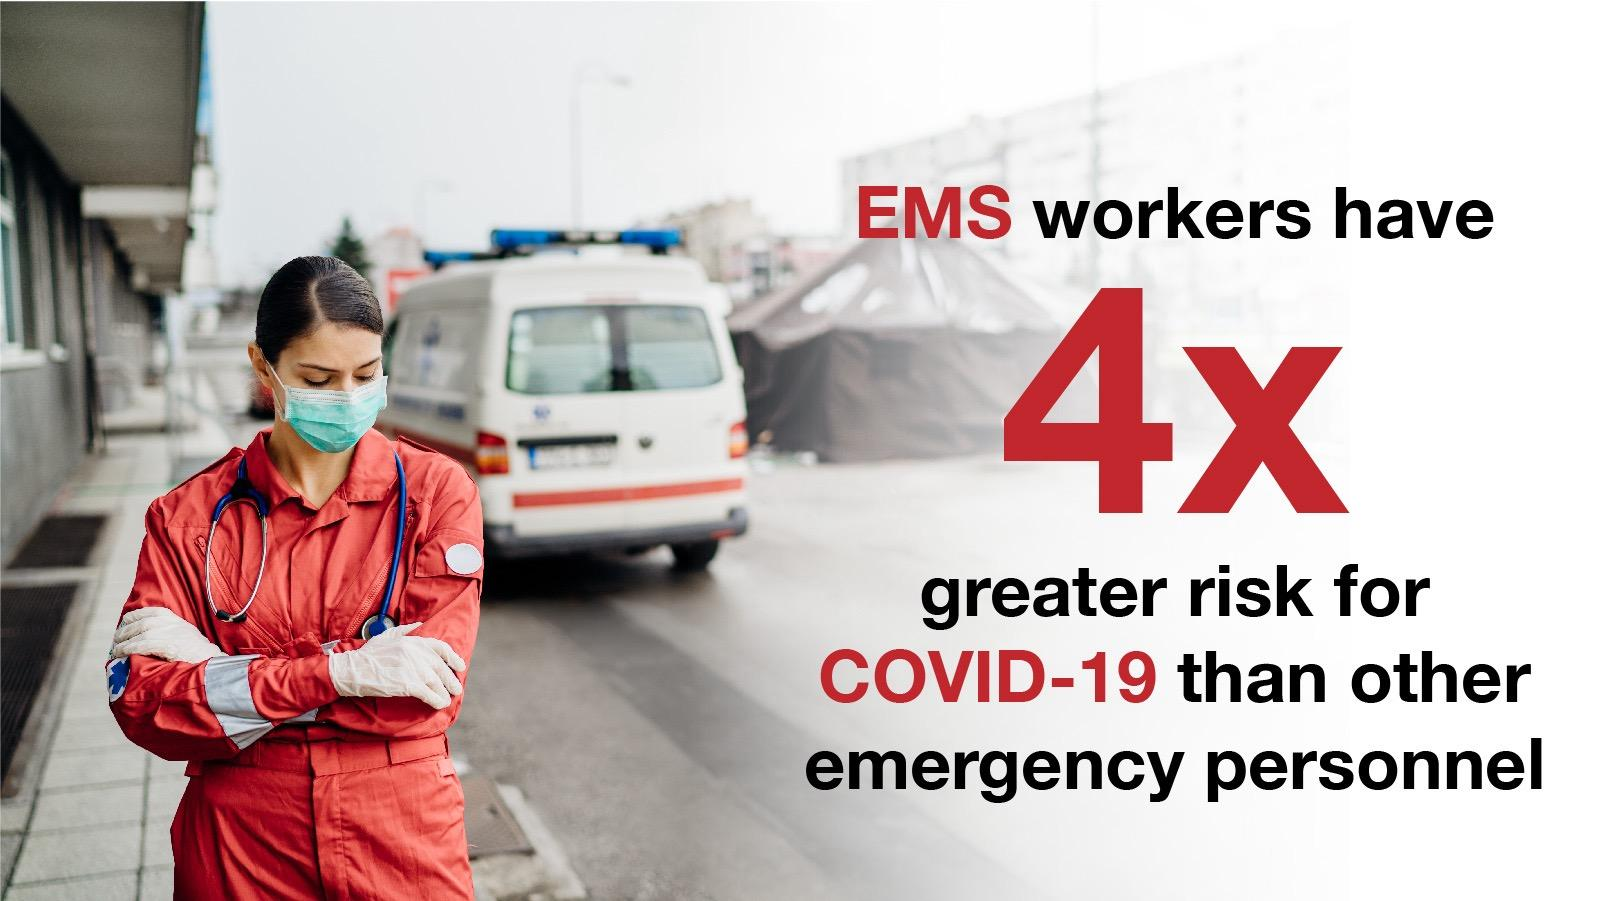 EMS workers have
4x
greater risk for
COVID-19 than other
emergency personnel